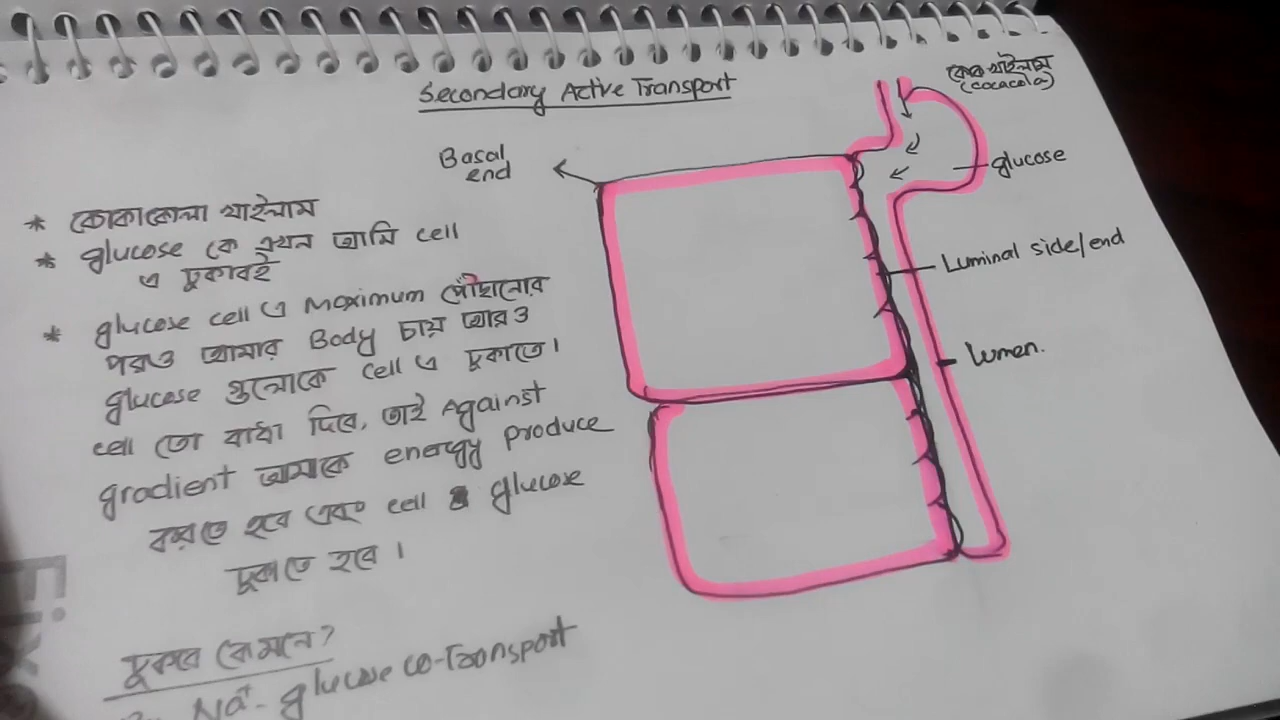 Secondary Active Transport
কোক খাইলাম
(cocacola)
Basal
end
glucose
Luminal side/end
lumen.
* কোকাকোলা খাইলাম
* glucose কে এখন আমি cell
এ ঢুকাবই
* glucose cell এ Maximum পৌঁছানোর
পরও আমার Body চায় আরও
glucose গুলোকে cell এ ঢুকাতে।
cell তো বাধা দিবে, তাই Against
gradient আমাকে energy produce
করতে হবে এবং cell এ glucose
ঢুকাতে হবে।
ঢুকবে কেমনে?
Na+- glucose co-Transport